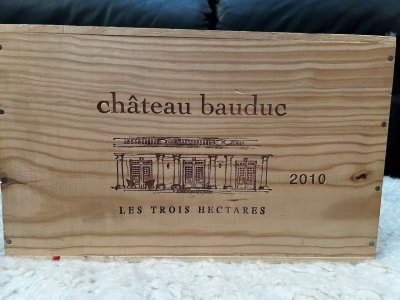 château bauduc
2010
LES TROIS HECTARES